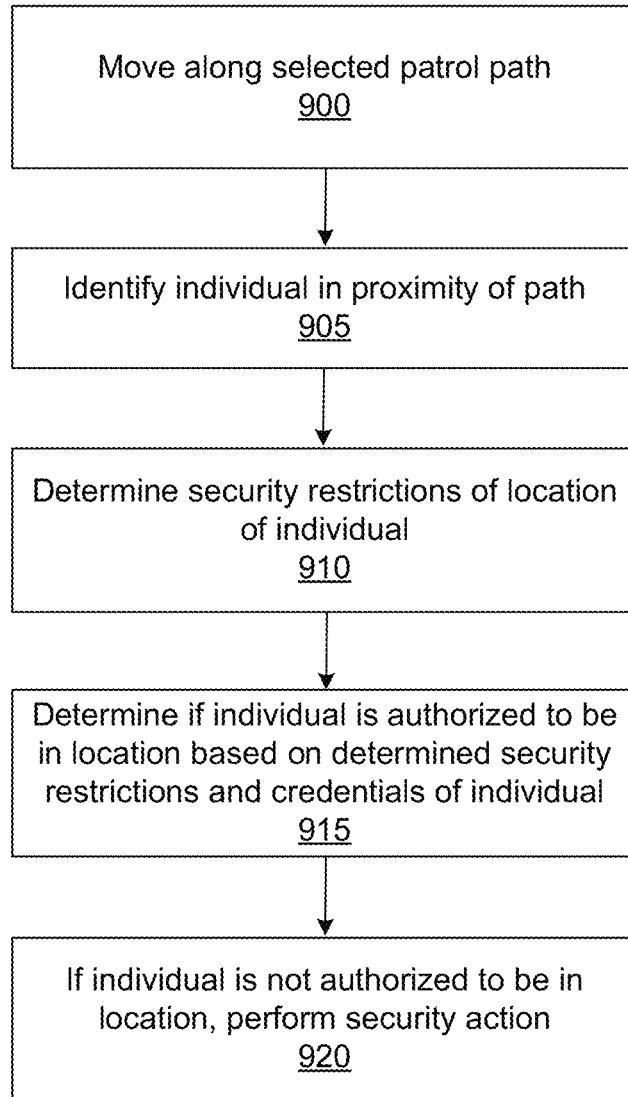 Move along selected patrol path
900
Identify individual in proximity of path
905
Determine security restrictions of location
of individual
910
Determine if individual is authorized to be
in location based on determined security
restrictions and credentials of individual
915
If individual is not authorized to be in
location, perform security action
920